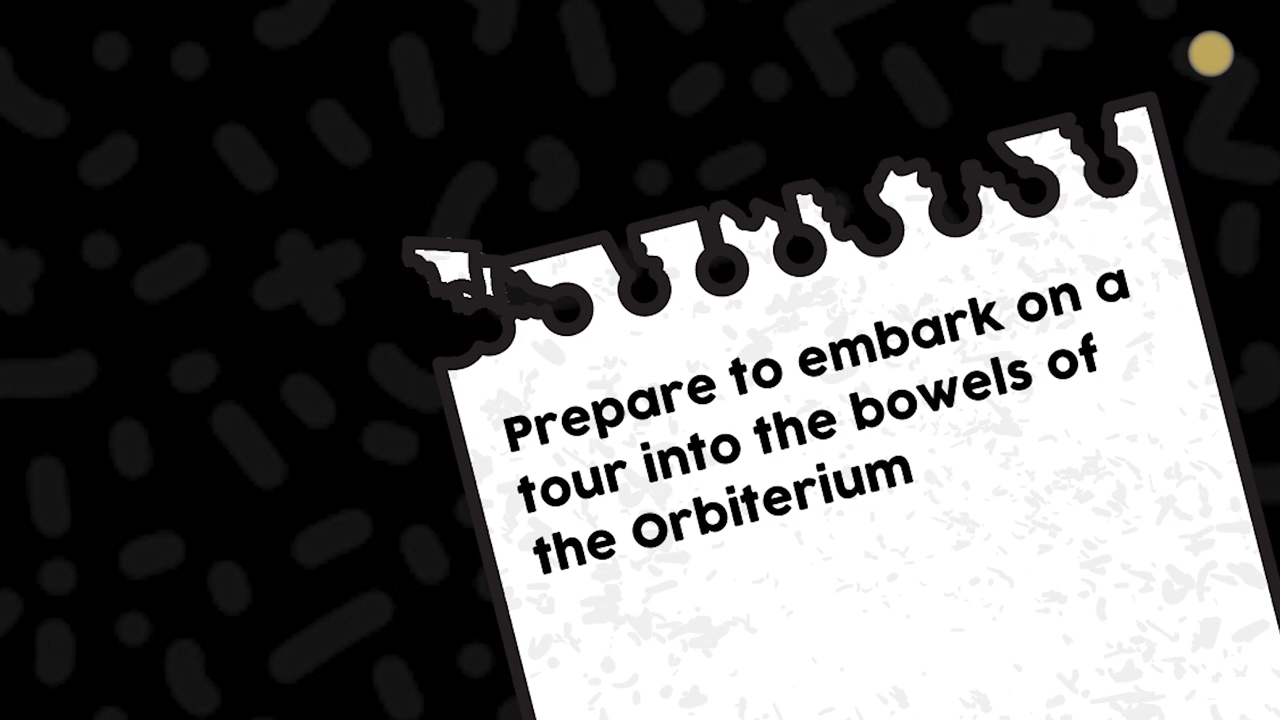 Prepare to embark on a
tour into the bowels of
the Orbiterium